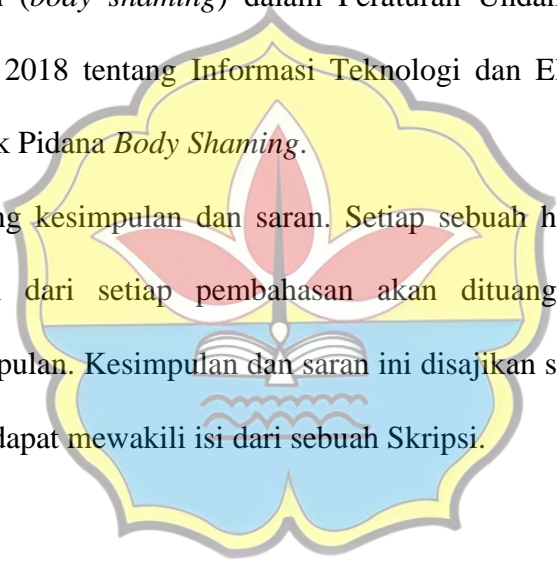 (body shaming) dalam Peraturan Undan
2018 tentang Informasi Teknologi dan El
k Pidana Body Shaming.
ng kesimpulan dan saran. Setiap sebuah h
dari setiap pembahasan akan dituang
pulan. Kesimpulan dan saran ini disajikan s
dapat mewakili isi dari sebuah Skripsi.